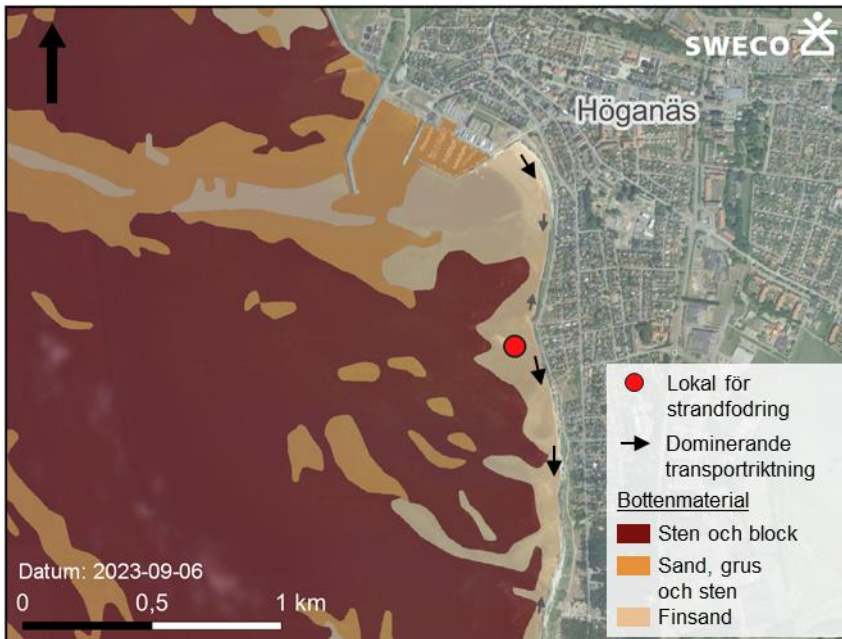 SWECO
Höganäs
Lokal för
strandfodring
Dominerande
transportriktning
Bottenmaterial
Sten och block
Sand, grus
och sten
Finsand
Datum: 2023-09-06
0 0,5 1 km